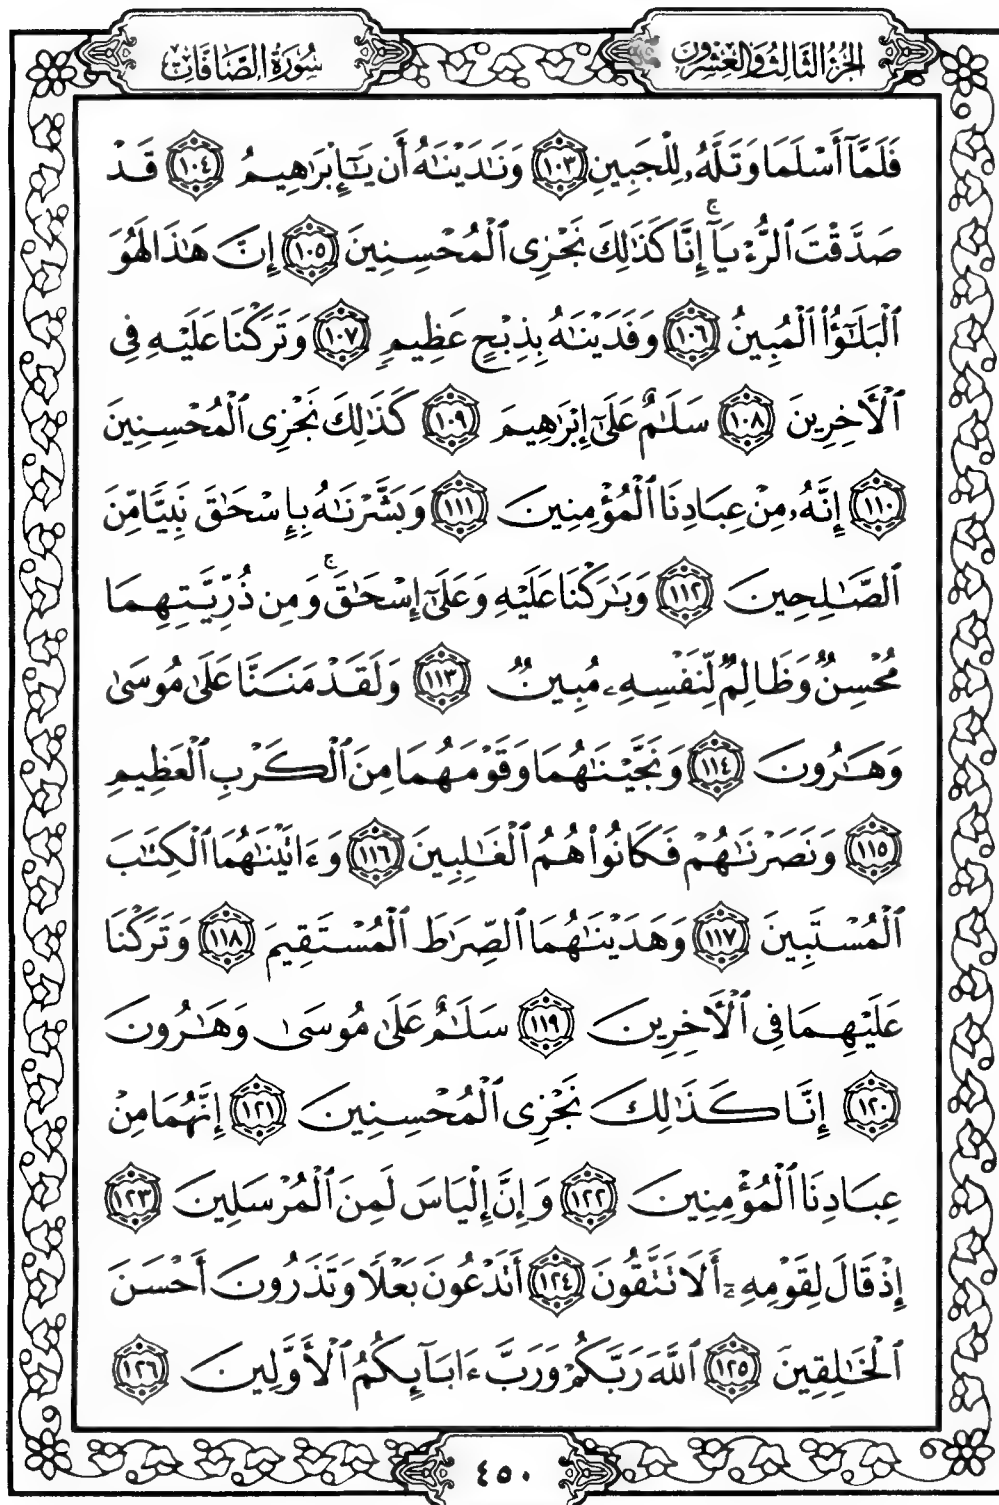 الجزء الثالث والعشرون
سورة الصافات
فَلَمَّآ أَسْلَمَا وَتَلَّهُۥ لِلْجَبِينِ ١٠٣ وَنَٰدَيْنَٰهُ أَن يَٰٓإِبْرَٰهِيمُ ١٠٤ قَدْ
صَدَّقْتَ ٱلرُّءْيَآ ۚ إِنَّا كَذَٰلِكَ نَجْزِى ٱلْمُحْسِنِينَ ١٠٥ إِنَّ هَٰذَا لَهُوَ
ٱلْبَلَٰٓؤُا۟ ٱلْمُبِينُ ١٠٦ وَفَدَيْنَٰهُ بِذِبْحٍ عَظِيمٍ ١٠٧ وَتَرَكْنَا عَلَيْهِ فِى
ٱلْأَخِرِينَ ١٠٨ سَلَٰمٌ عَلَىٰٓ إِبْرَٰهِيمَ ١٠٩ كَذَٰلِكَ نَجْزِى ٱلْمُحْسِنِينَ
١١٠ إِنَّهُۥ مِنْ عِبَادِنَا ٱلْمُؤْمِنِينَ ١١١ وَبَشَّرْنَٰهُ بِإِسْحَٰقَ نَبِيًّا مِّنَ
ٱلصَّٰلِحِينَ ١١٢ وَبَٰرَكْنَا عَلَيْهِ وَعَلَىٰٓ إِسْحَٰقَ ۚ وَمِن ذُرِّيَّتِهِمَا
مُحْسِنٌ وَظَالِمٌ لِّنَفْسِهِۦ مُبِينٌ ١١٣ وَلَقَدْ مَنَنَّا عَلَىٰ مُوسَىٰ
وَهَٰرُونَ ١١٤ وَنَجَّيْنَٰهُمَا وَقَوْمَهُمَا مِنَ ٱلْكَرْبِ ٱلْعَظِيمِ
١١٥ وَنَصَرْنَٰهُمْ فَكَانُوا۟ هُمُ ٱلْغَٰلِبِينَ ١١٦ وَءَاتَيْنَٰهُمَا ٱلْكِتَٰبَ
ٱلْمُسْتَبِينَ ١١٧ وَهَدَيْنَٰهُمَا ٱلصِّرَٰطَ ٱلْمُسْتَقِيمَ ١١٨ وَتَرَكْنَا
عَلَيْهِمَا فِى ٱلْأَخِرِينَ ١١٩ سَلَٰمٌ عَلَىٰ مُوسَىٰ وَهَٰرُونَ
١٢٠ إِنَّا كَذَٰلِكَ نَجْزِى ٱلْمُحْسِنِينَ ١٢١ إِنَّهُمَا مِنْ
عِبَادِنَا ٱلْمُؤْمِنِينَ ١٢٢ وَإِنَّ إِلْيَاسَ لَمِنَ ٱلْمُرْسَلِينَ ١٢٣
إِذْ قَالَ لِقَوْمِهِۦٓ أَلَا تَتَّقُونَ ١٢٤ أَتَدْعُونَ بَعْلًا وَتَذَرُونَ أَحْسَنَ
ٱلْخَٰلِقِينَ ١٢٥ ٱللَّهَ رَبَّكُمْ وَرَبَّ ءَابَآئِكُمُ ٱلْأَوَّلِينَ ١٢٦
٤٥٠